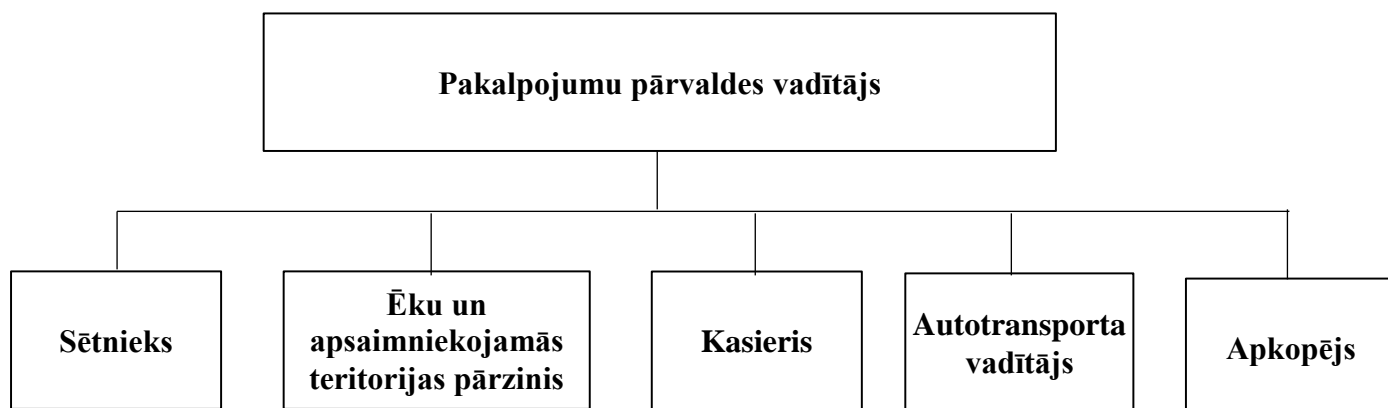 Pakalpojumu pārvaldes vadītājs
Sētnieks
Ēku un
apsaimniekojamās
teritorijas pārzinis
Kasieris
Autotransporta
vadītājs
Apkopējs